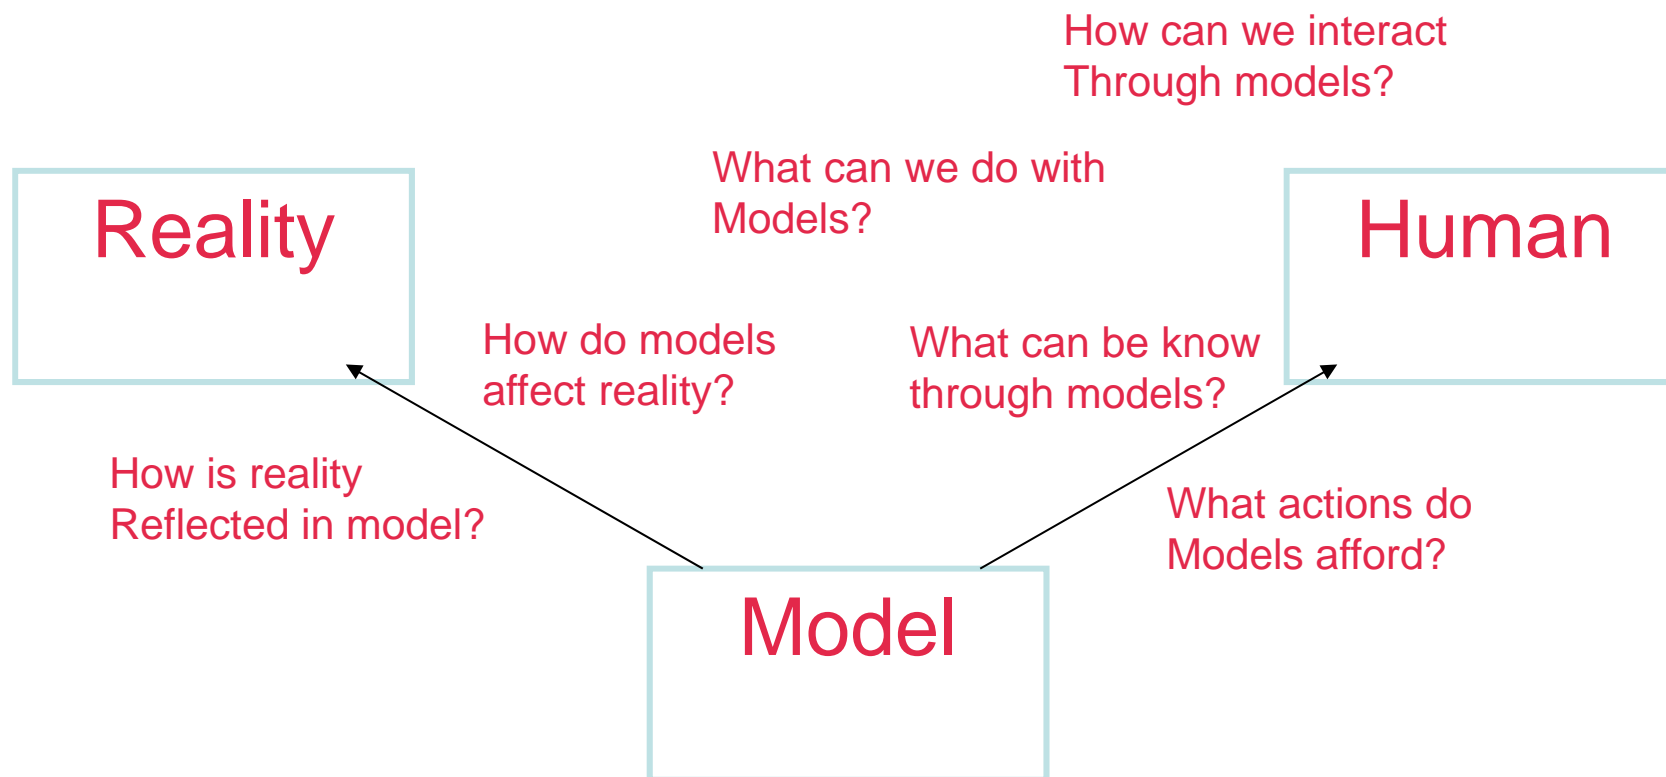 How can we interact
Through models?
What can we do with
Models?
Reality
Human
How do models
affect reality?
What can be know
through models?
How is reality
Reflected in model?
What actions do
Models afford?
Model